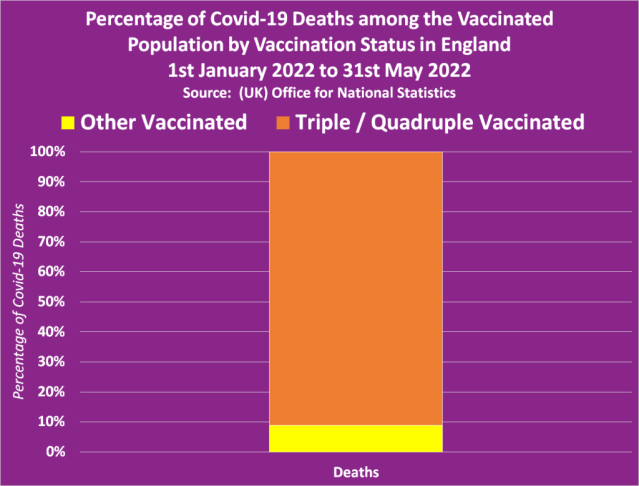 Percentage of Covid-19 Deaths among the Vaccinated
Population by Vaccination Status in England
1st January 2022 to 31st May 2022
Source:  (UK) Office for National Statistics
Other Vaccinated
Triple / Quadruple Vaccinated
Percentage of Covid-19 Deaths
100%
90%
80%
70%
60%
50%
40%
30%
20%
10%
0%
Deaths